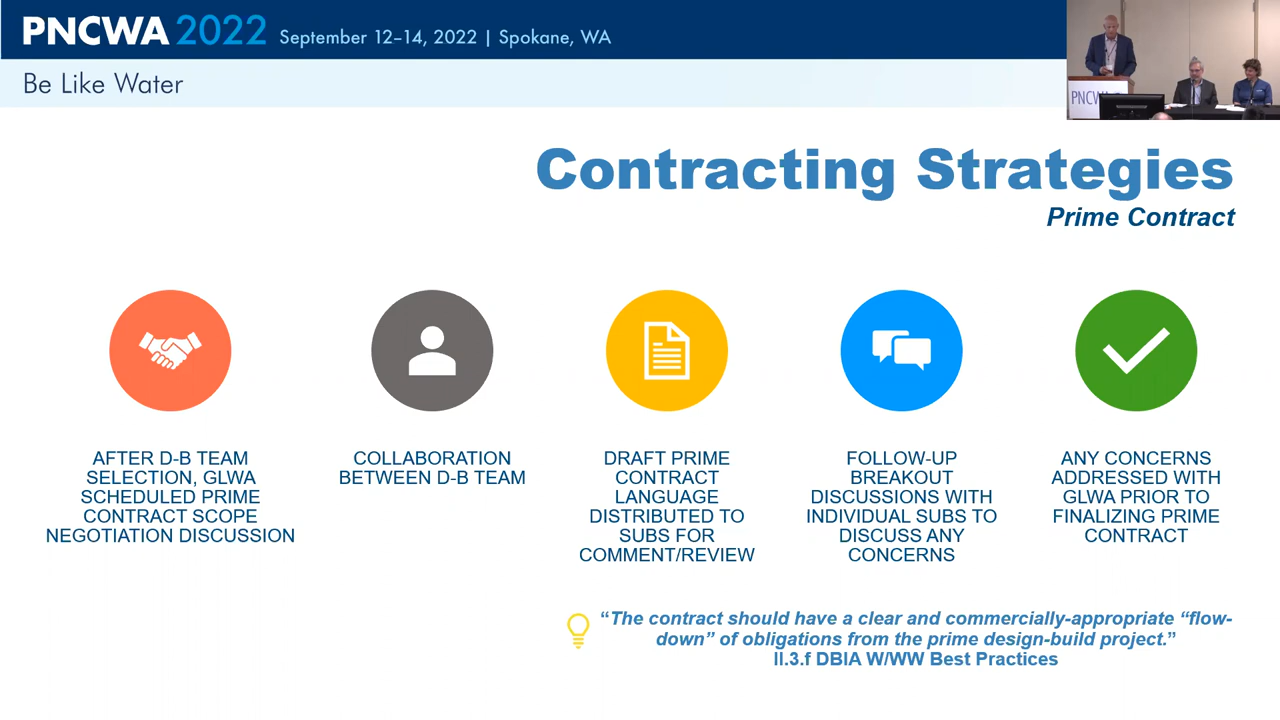 PNCWA 2022 September 12–14, 2022 | Spokane, WA
Be Like Water
PNCWA
Contracting Strategies
Prime Contract
AFTER D-B TEAM
SELECTION, GLWA
SCHEDULED PRIME
CONTRACT SCOPE
NEGOTIATION DISCUSSION
COLLABORATION
BETWEEN D-B TEAM
DRAFT PRIME
CONTRACT
LANGUAGE
DISTRIBUTED TO
SUBS FOR
COMMENT/REVIEW
FOLLOW-UP
BREAKOUT
DISCUSSIONS WITH
INDIVIDUAL SUBS TO
DISCUSS ANY
CONCERNS
ANY CONCERNS
ADDRESSED WITH
GLWA PRIOR TO
FINALIZING PRIME
CONTRACT
“The contract should have a clear and commercially-appropriate “flow-
down” of obligations from the prime design-build project.”
II.3.f DBIA W/WW Best Practices